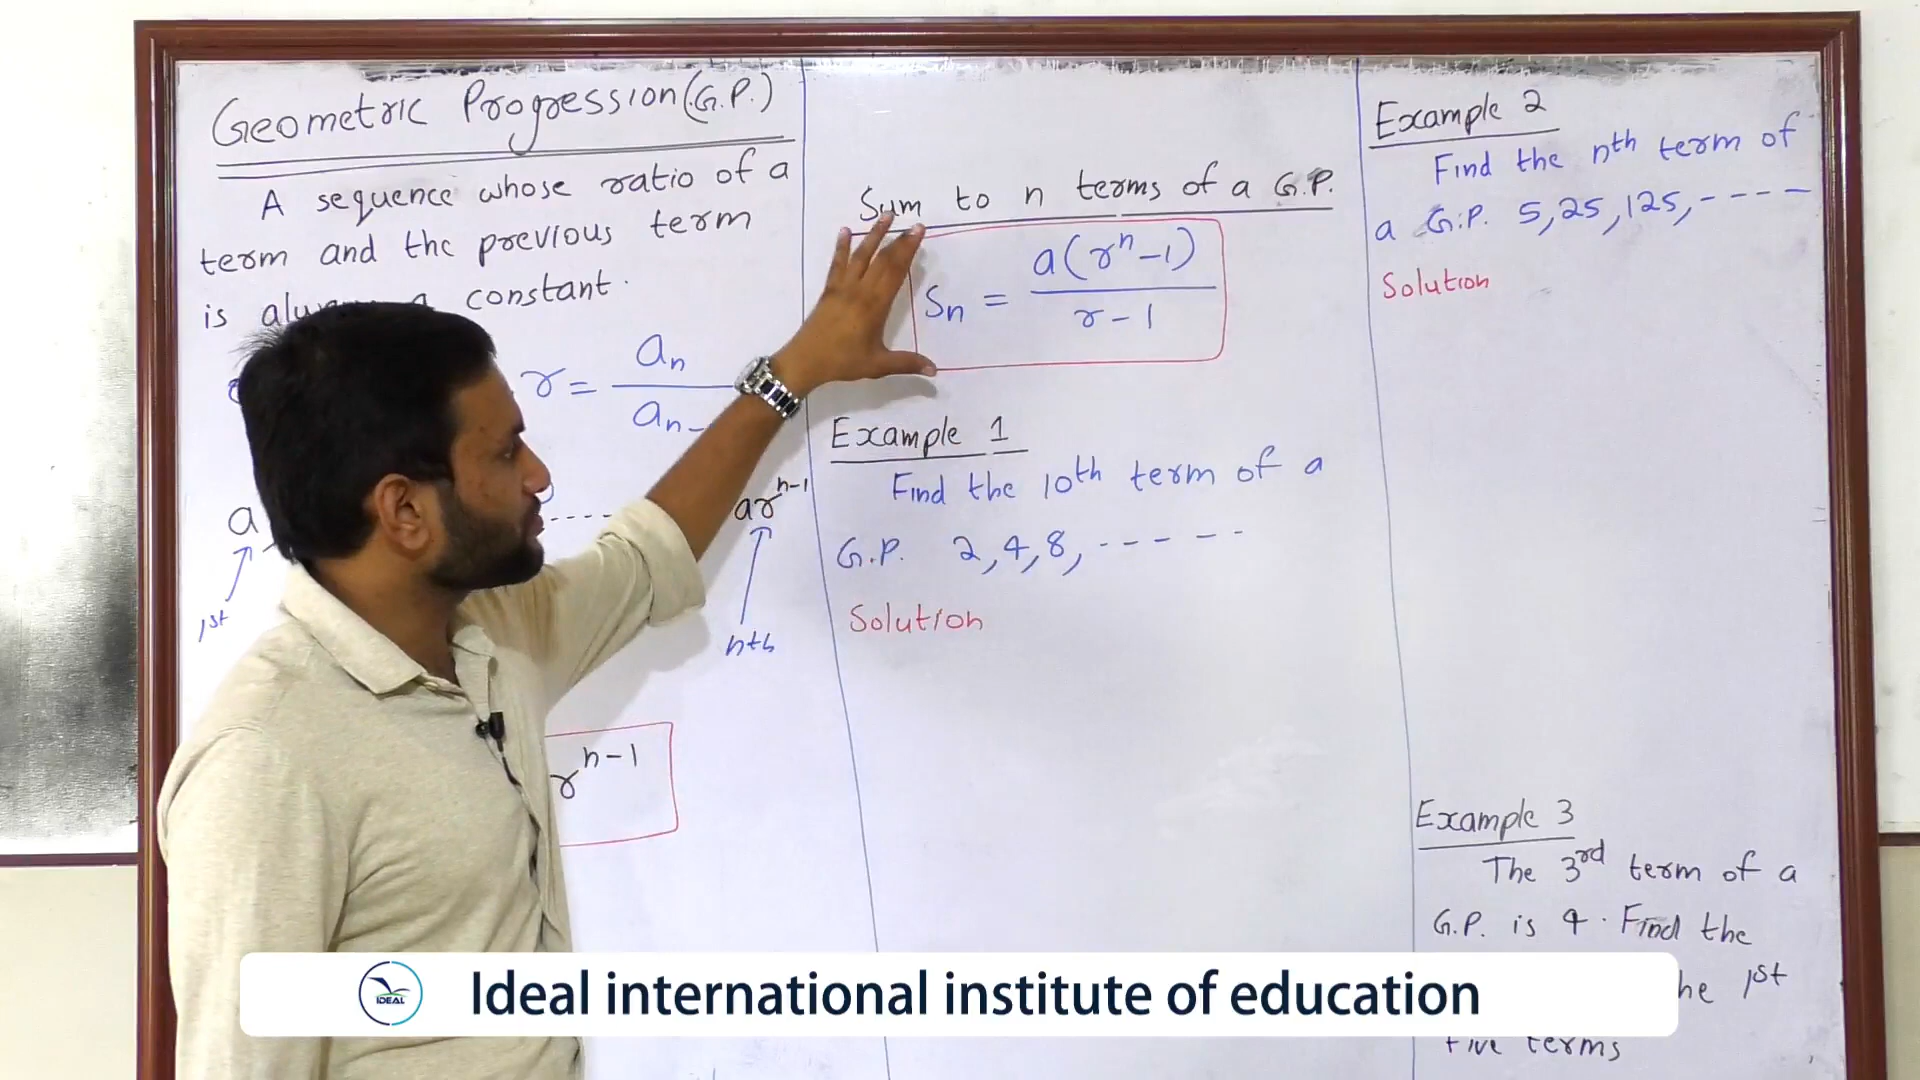 Geometric Progression (G.P.)
A sequence whose ratio of a
term and the previous term
is a constant.
r = an
an-
a ---- ar^n-1
1st
nth
r^n-1
Sum to n terms of a G.P.
Sn = a(r^n-1)
r-1
Example 1
Find the 10th term of a
G.P. 2,4,8, ------
Solution
Example 2
Find the nth term of
a G.P. 5,25,125,----
Solution
Example 3
The 3rd term of a
G.P. is 4. Find the
1st
five terms
IDEAL
Ideal international institute of education